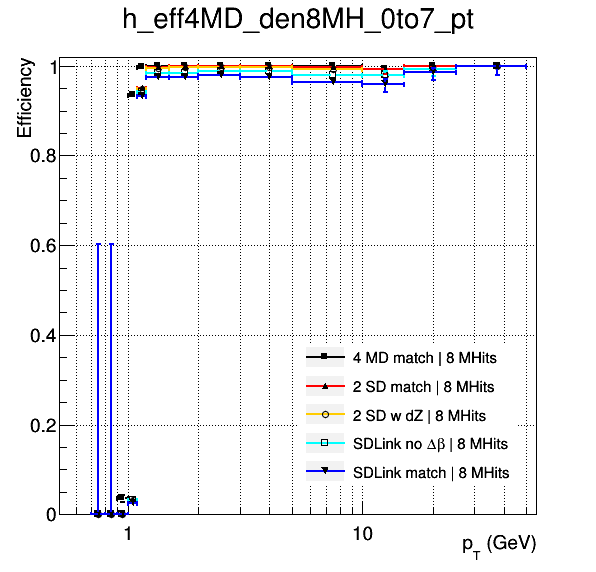 h_eff4MD_den8MH_0to7_pt
Efficiency
1
0.8
0.6
0.4
0.2
0
4 MD match | 8 MHits
2 SD match | 8 MHits
2 SD w dZ | 8 MHits
SDLink no Δβ | 8 MHits
SDLink match | 8 MHits
1
10
p_T (GeV)